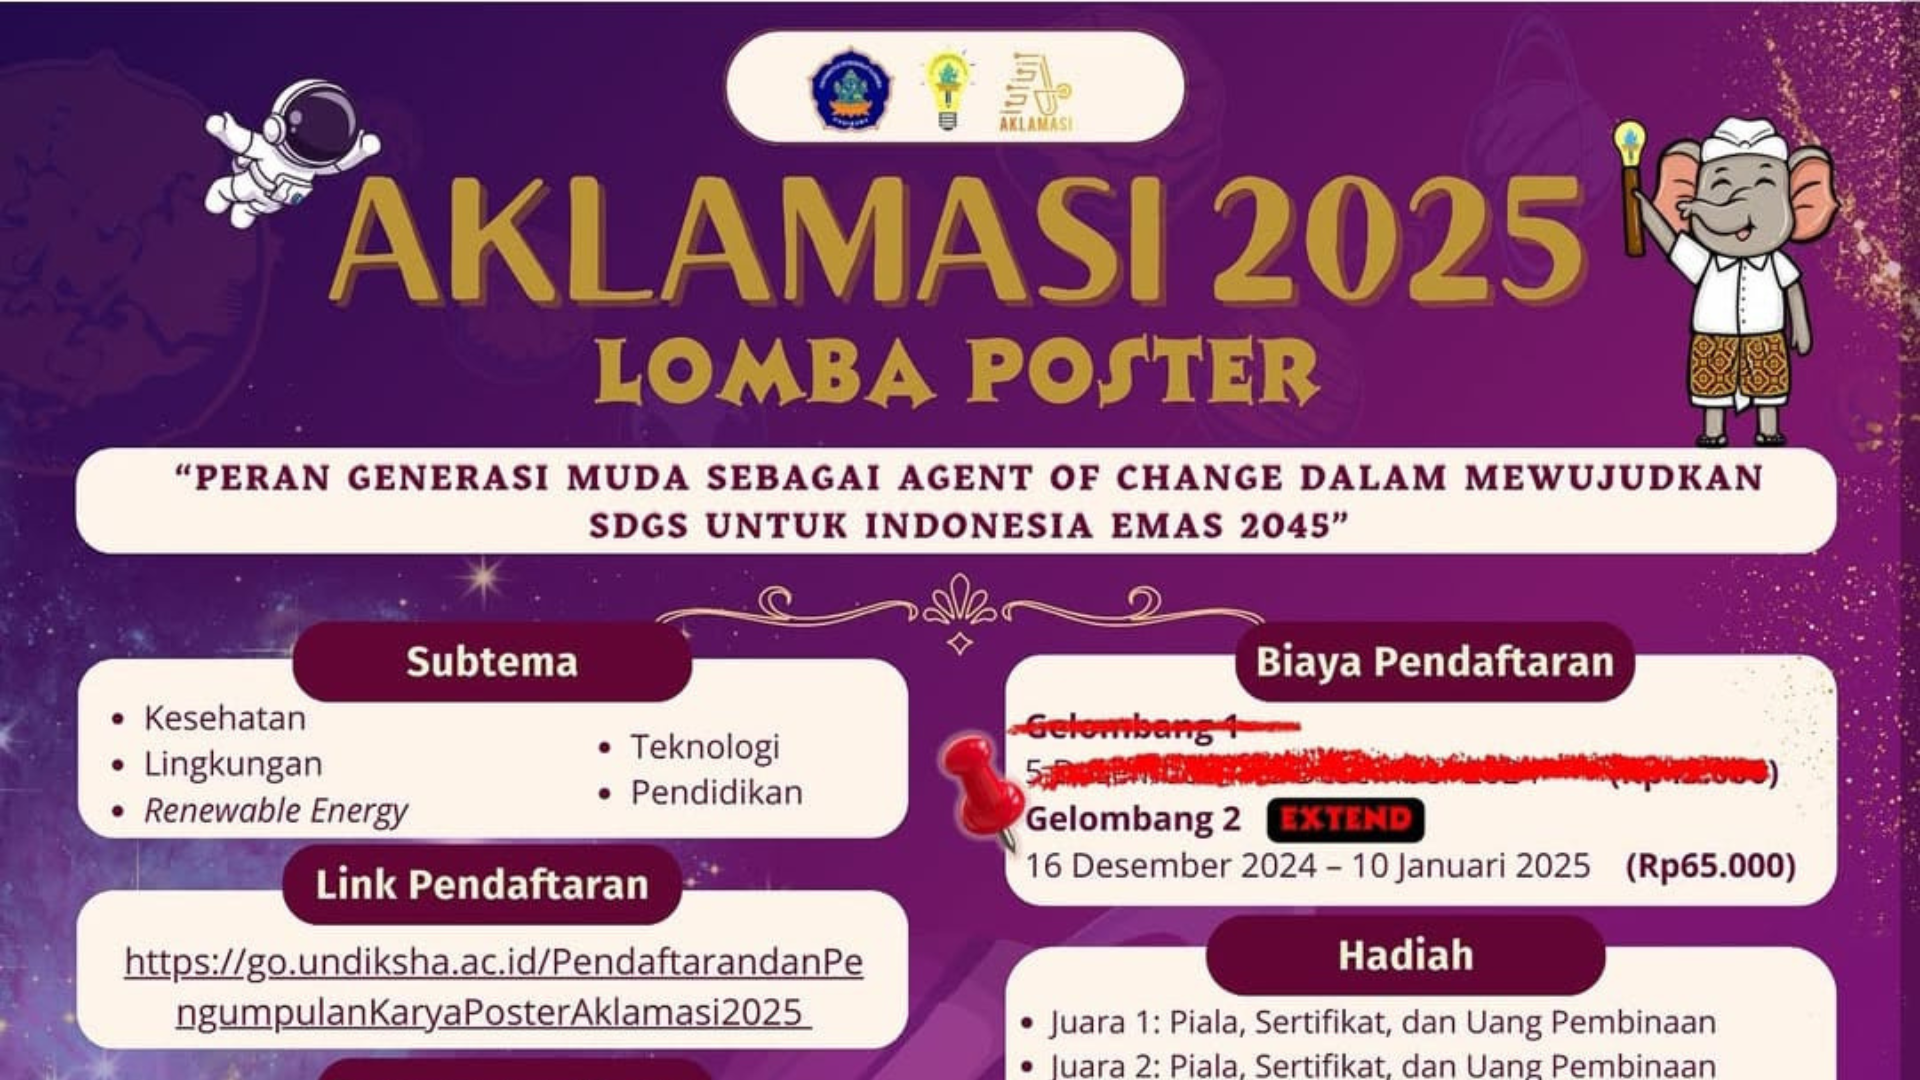 AKLAMASI
AKLAMASI 2025
LOMBA POSTER
“PERAN GENERASI MUDA SEBAGAI AGENT OF CHANGE DALAM MEWUJUDKAN
SDGS UNTUK INDONESIA EMAS 2045”
Subtema
• Kesehatan
• Lingkungan
• Renewable Energy
• Teknologi
• Pendidikan
Link Pendaftaran
https://go.undiksha.ac.id/PendaftarandanPe
ngumpulanKaryaPosterAklamasi2025
Biaya Pendaftaran
Gelombang 1
Gelombang 2 EXTEND
16 Desember 2024 – 10 Januari 2025 (Rp65.000)
Hadiah
• Juara 1: Piala, Sertifikat, dan Uang Pembinaan
• Juara 2: Piala, Sertifikat, dan Uang Pembinaan